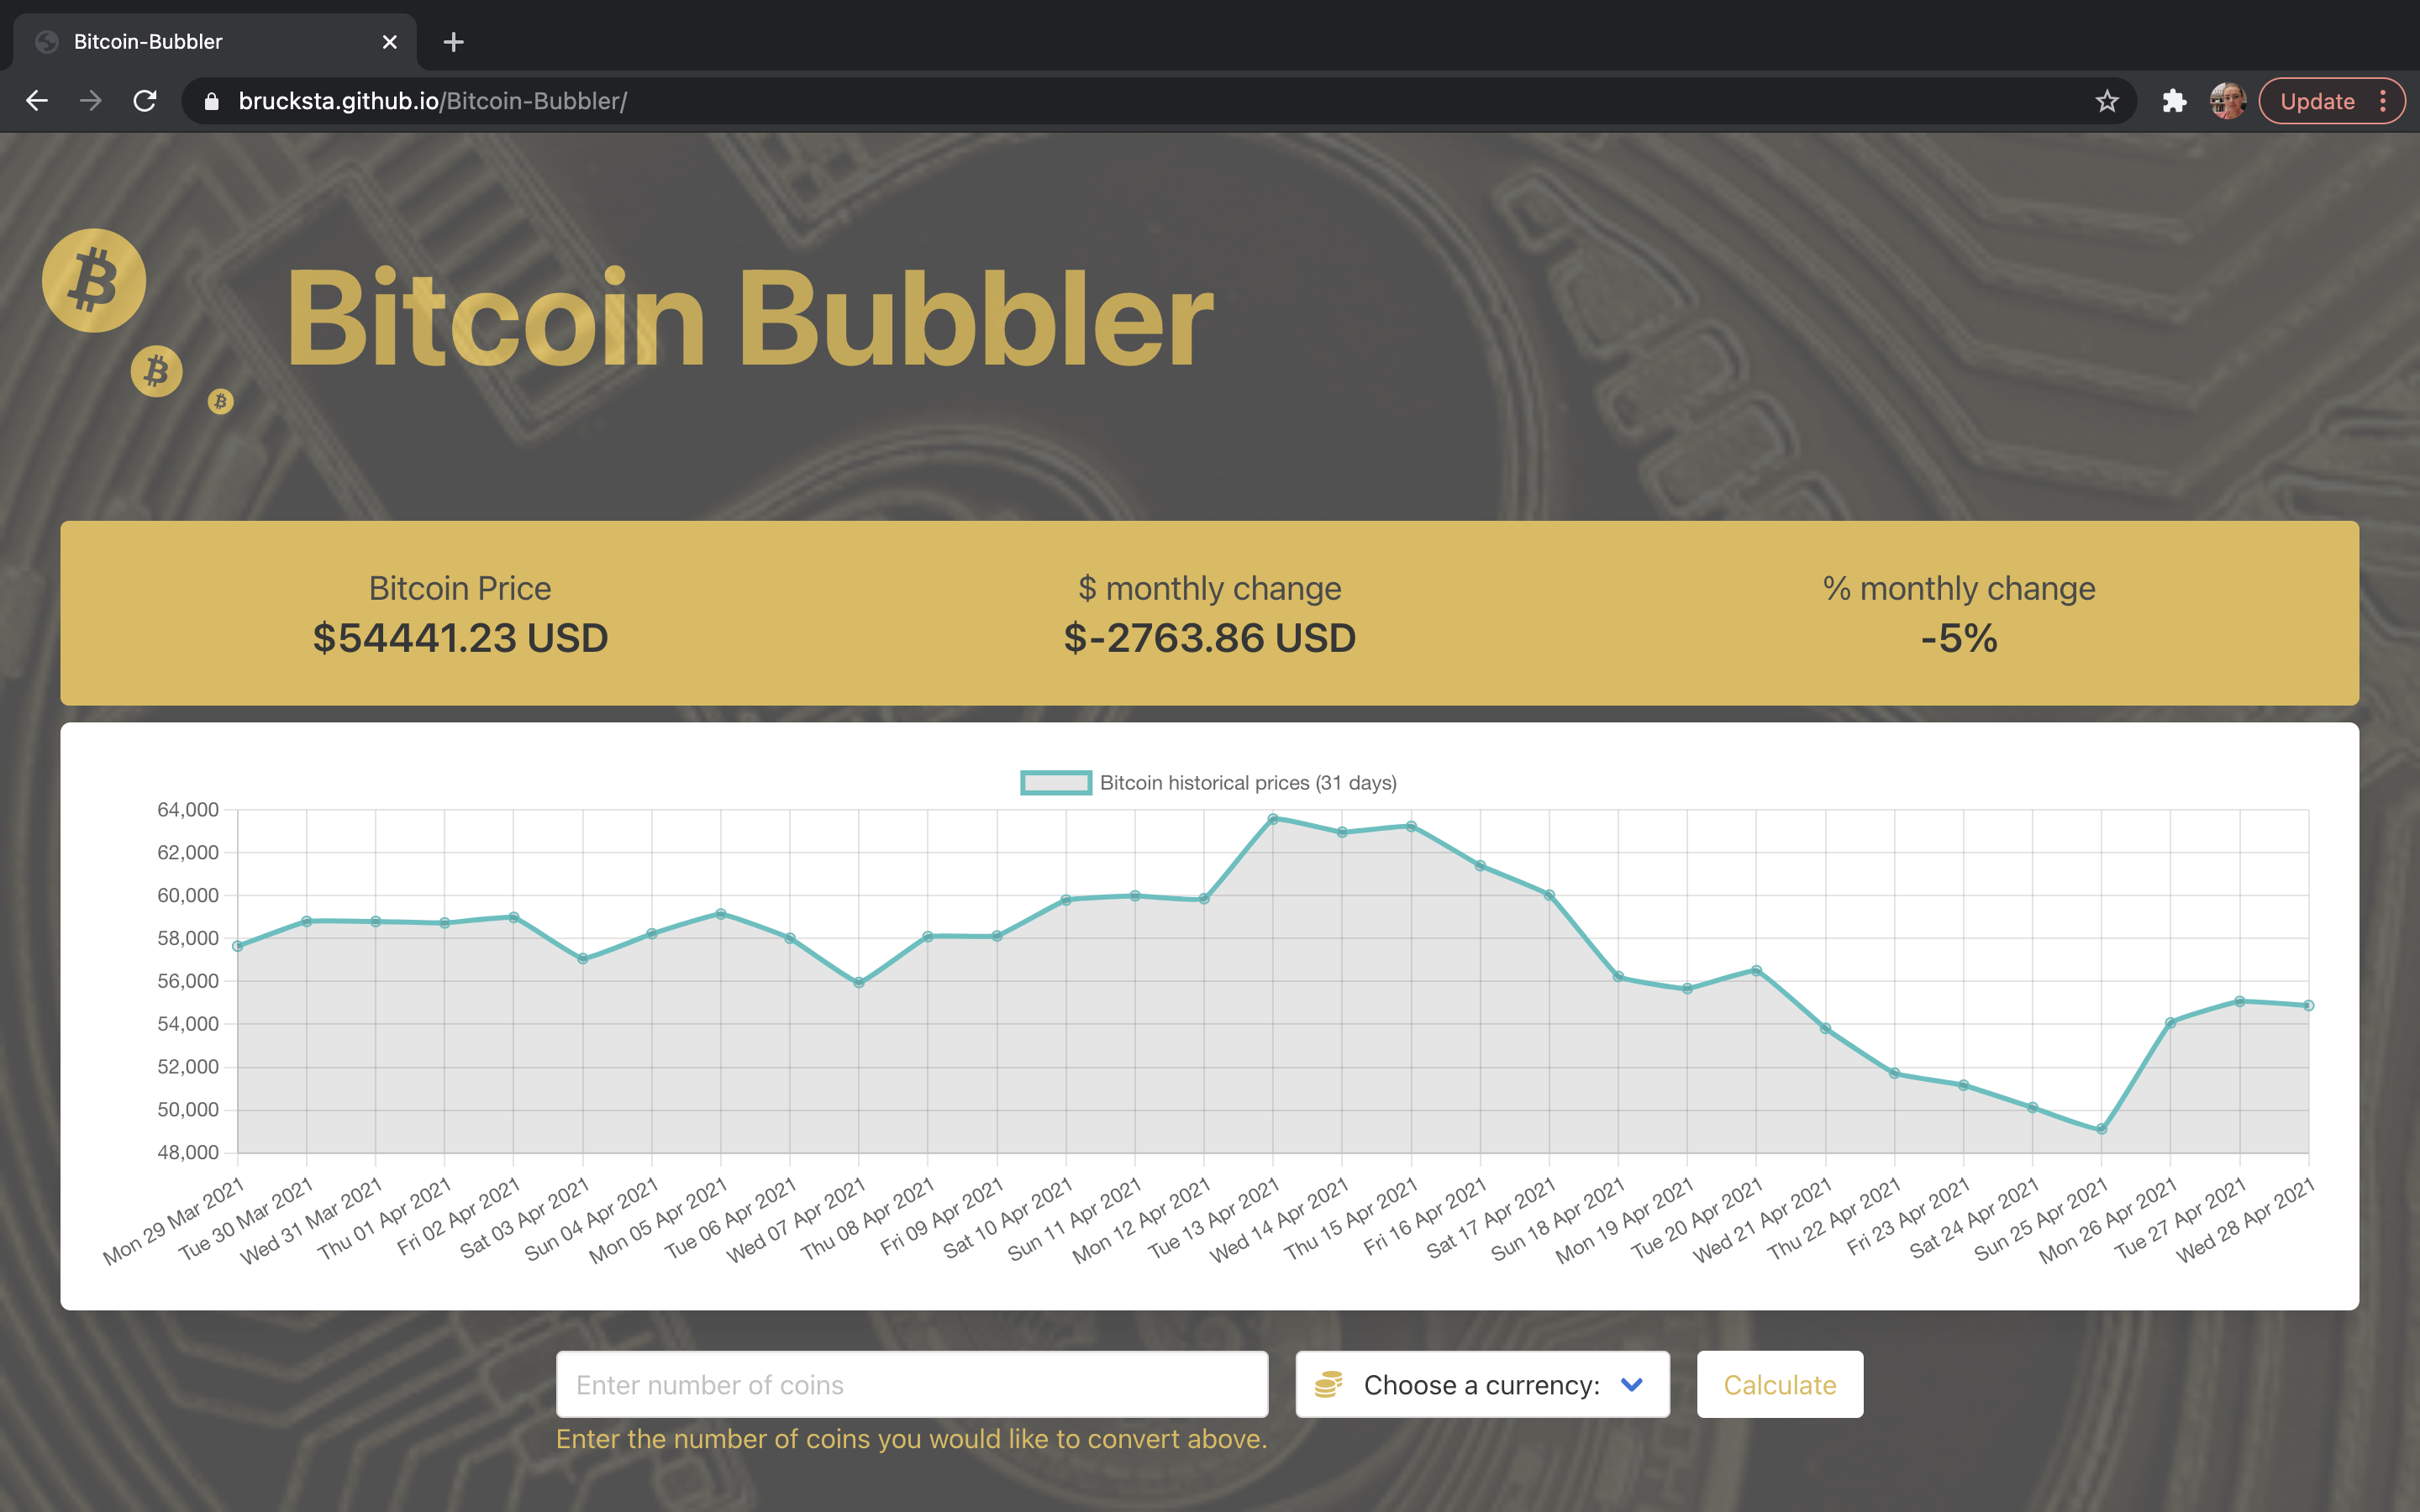 Bitcoin-Bubbler
brucksta.github.io/Bitcoin-Bubbler/
Update
Bitcoin Bubbler
Bitcoin Price
$54441.23 USD
$ monthly change
$-2763.86 USD
% monthly change
-5%
Bitcoin historical prices (31 days)
64,000
62,000
60,000
58,000
56,000
54,000
52,000
50,000
48,000
Mon 29 Mar 2021
Tue 30 Mar 2021
Wed 31 Mar 2021
Thu 01 Apr 2021
Fri 02 Apr 2021
Sat 03 Apr 2021
Sun 04 Apr 2021
Mon 05 Apr 2021
Tue 06 Apr 2021
Wed 07 Apr 2021
Thu 08 Apr 2021
Fri 09 Apr 2021
Sat 10 Apr 2021
Sun 11 Apr 2021
Mon 12 Apr 2021
Tue 13 Apr 2021
Wed 14 Apr 2021
Thu 15 Apr 2021
Fri 16 Apr 2021
Sat 17 Apr 2021
Sun 18 Apr 2021
Mon 19 Apr 2021
Tue 20 Apr 2021
Wed 21 Apr 2021
Thu 22 Apr 2021
Fri 23 Apr 2021
Sat 24 Apr 2021
Sun 25 Apr 2021
Mon 26 Apr 2021
Tue 27 Apr 2021
Wed 28 Apr 2021
Enter number of coins
Choose a currency:
Calculate
Enter the number of coins you would like to convert above.